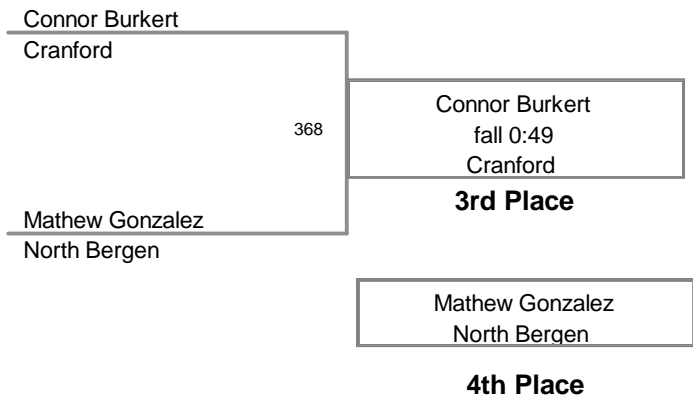 Connor Burkert
Cranford
368
Connor Burkert
fall 0:49
Cranford
3rd Place
Mathew Gonzalez
North Bergen
Mathew Gonzalez
North Bergen
4th Place